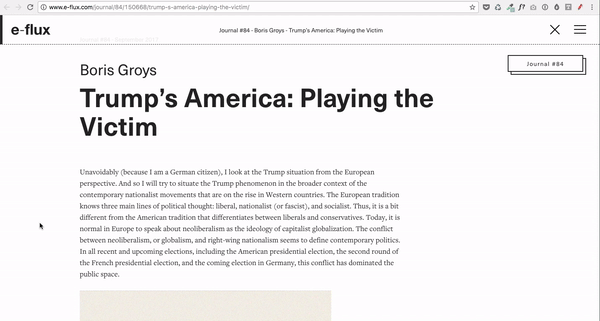 www.e-flux.com/journal/84/150668/trump-s-america-playing-the-victim/
e-flux
Journal #84 - Boris Groys - Trump's America: Playing the Victim
Journal #84
Boris Groys
Trump's America: Playing the
Victim
Unavoidably (because I am a German citizen), I look at the Trump situation from the European
perspective. And so I will try to situate the Trump phenomenon in the broader context of the
contemporary nationalist movements that are on the rise in Western countries. The European tradition
knows three main lines of political thought: liberal, nationalist (or fascist), and socialist. Thus, it is a bit
different from the American tradition that differentiates between liberals and conservatives. Today, it is
normal in Europe to speak about neoliberalism as the ideology of capitalist globalization. The conflict
between neoliberalism, or globalism, and right-wing nationalism seems to define contemporary politics.
In all recent and upcoming elections, including the American presidential election, the second round of
the French presidential election, and the coming election in Germany, this conflict has dominated the
public space.